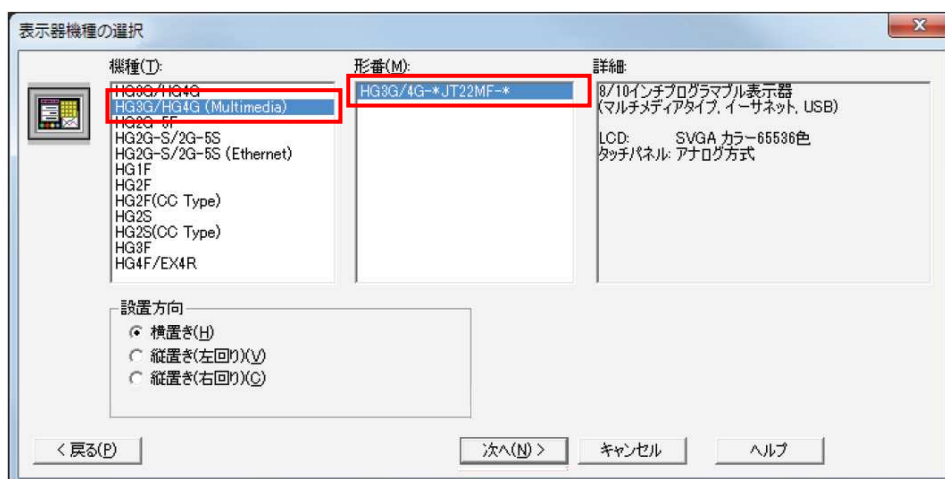 表示器機種の選択
機種(T):
HG3G/HG4G
HG3G/HG4G (Multimedia)
HG2G-5F
HG2G-S/2G-5S
HG2G-S/2G-5S (Ethernet)
HG1F
HG2F
HG2F(CC Type)
HG2S
HG2S(CC Type)
HG3F
HG4F/EX4R
形番(M):
HG3G/4G-*JT22MF-*
詳細:
8/10インチプログラマブル表示器
(マルチメディアタイプ, イーサネット, USB)
LCD: SVGA カラー65536色
タッチパネル: アナログ方式
設置方向
横置き(H)
縦置き(左回り)(V)
縦置き(右回り)(C)
< 戻る(P)
次へ(N) >
キャンセル
ヘルプ